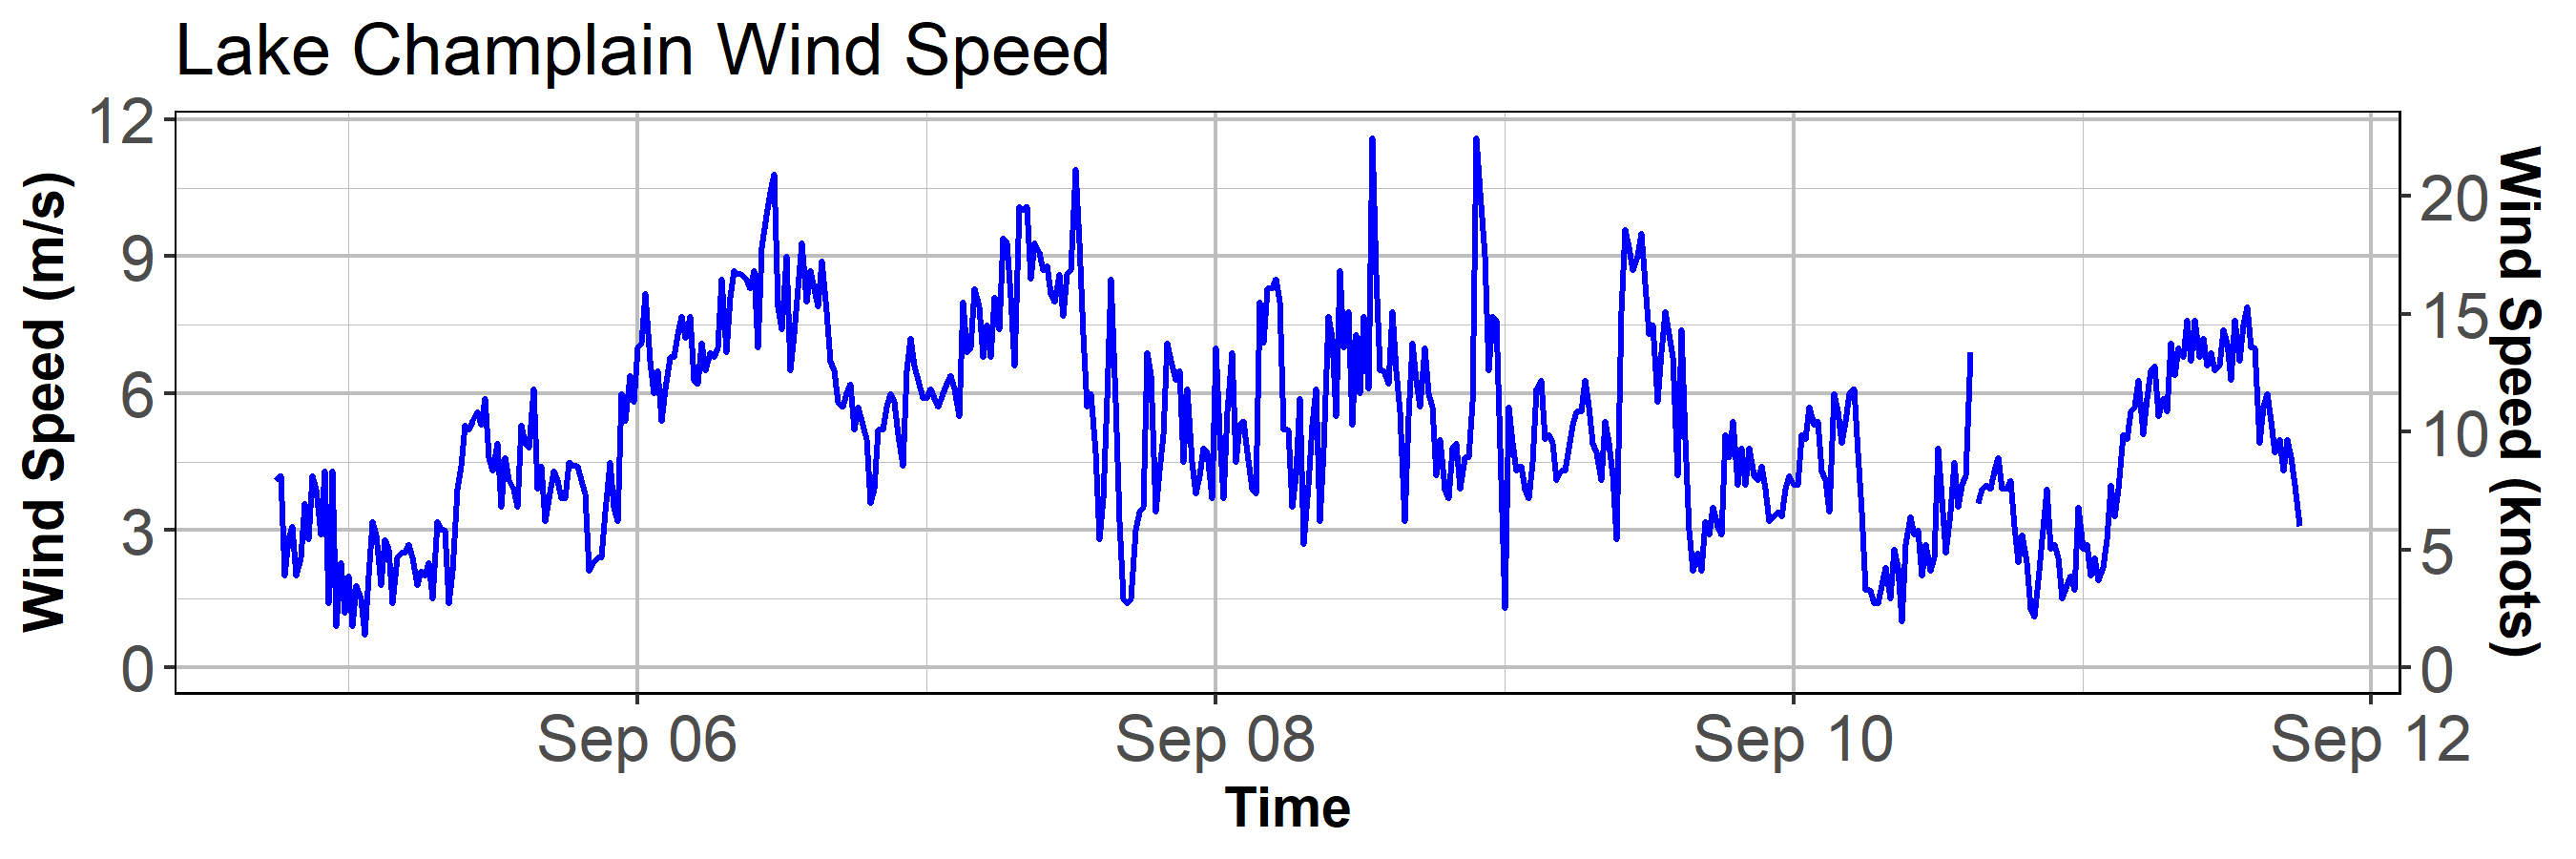 Lake Champlain Wind Speed
12
9
6
3
0
Wind Speed (m/s)
20
15
10
5
0
Wind Speed (knots)
Sep 06
Sep 08
Sep 10
Sep 12
Time